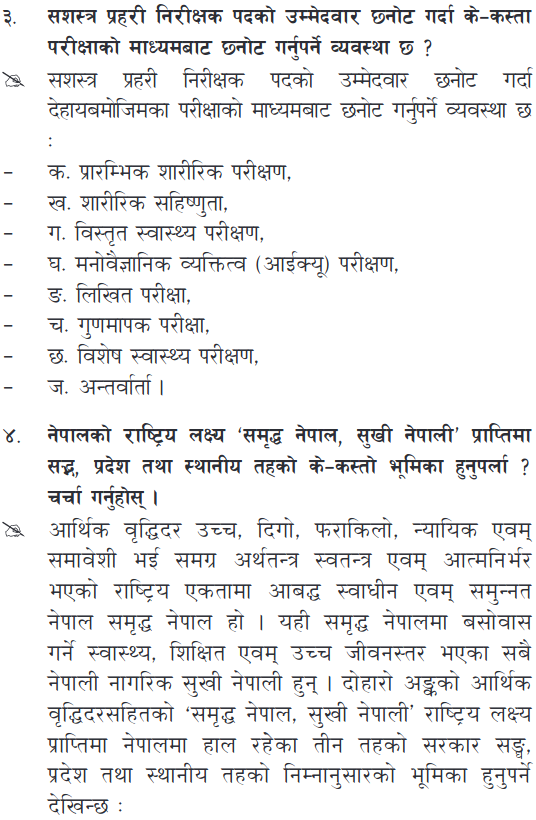 ३. सशस्त्र प्रहरी निरीक्षक पदको उम्मेदवार छनोट गर्दा के-कस्ता
परीक्षाको माध्यमबाट छनोट गर्नुपर्ने व्यवस्था छ ?
सशस्त्र प्रहरी निरीक्षक पदको उम्मेदवार छनोट गर्दा
देहायबमोजिमका परीक्षाको माध्यमबाट छनोट गर्नुपर्ने व्यवस्था छ
:
– क. प्रारम्भिक शारीरिक परीक्षण,
– ख. शारीरिक सहिष्णुता,
– ग. विस्तृत स्वास्थ्य परीक्षण,
– घ. मनोवैज्ञानिक व्यक्तित्व (आईक्यू) परीक्षण,
– ङ. लिखित परीक्षा,
– च. गुणमापक परीक्षा,
– छ. विशेष स्वास्थ्य परीक्षण,
– ज. अन्तर्वार्ता ।
४. नेपालको राष्ट्रिय लक्ष्य ‘समृद्ध नेपाल, सुखी नेपाली’ प्राप्तिमा
सङ्घ, प्रदेश तथा स्थानीय तहको के-कस्तो भूमिका हुनुपर्ला ?
चर्चा गर्नुहोस् ।
आर्थिक वृद्धिदर उच्च, दिगो, फराकिलो, न्यायिक एवम्
समावेशी भई समग्र अर्थतन्त्र स्वतन्त्र एवम् आत्मनिर्भर
भएको राष्ट्रिय एकतामा आबद्ध स्वाधीन एवम् समुन्नत
नेपाल समृद्ध नेपाल हो । यही समृद्ध नेपालमा बसोवास
गर्ने स्वास्थ्य, शिक्षित एवम् उच्च जीवनस्तर भएका सबै
नेपाली नागरिक सुखी नेपाली हुन् । दोहारो अङ्कको आर्थिक
वृद्धिदरसहितको ‘समृद्ध नेपाल, सुखी नेपाली’ राष्ट्रिय लक्ष्य
प्राप्तिमा नेपालमा हाल रहेका तीन तहको सरकार सङ्घ,
प्रदेश तथा स्थानीय तहको निम्नानुसारको भूमिका हुनुपर्ने
देखिन्छ :